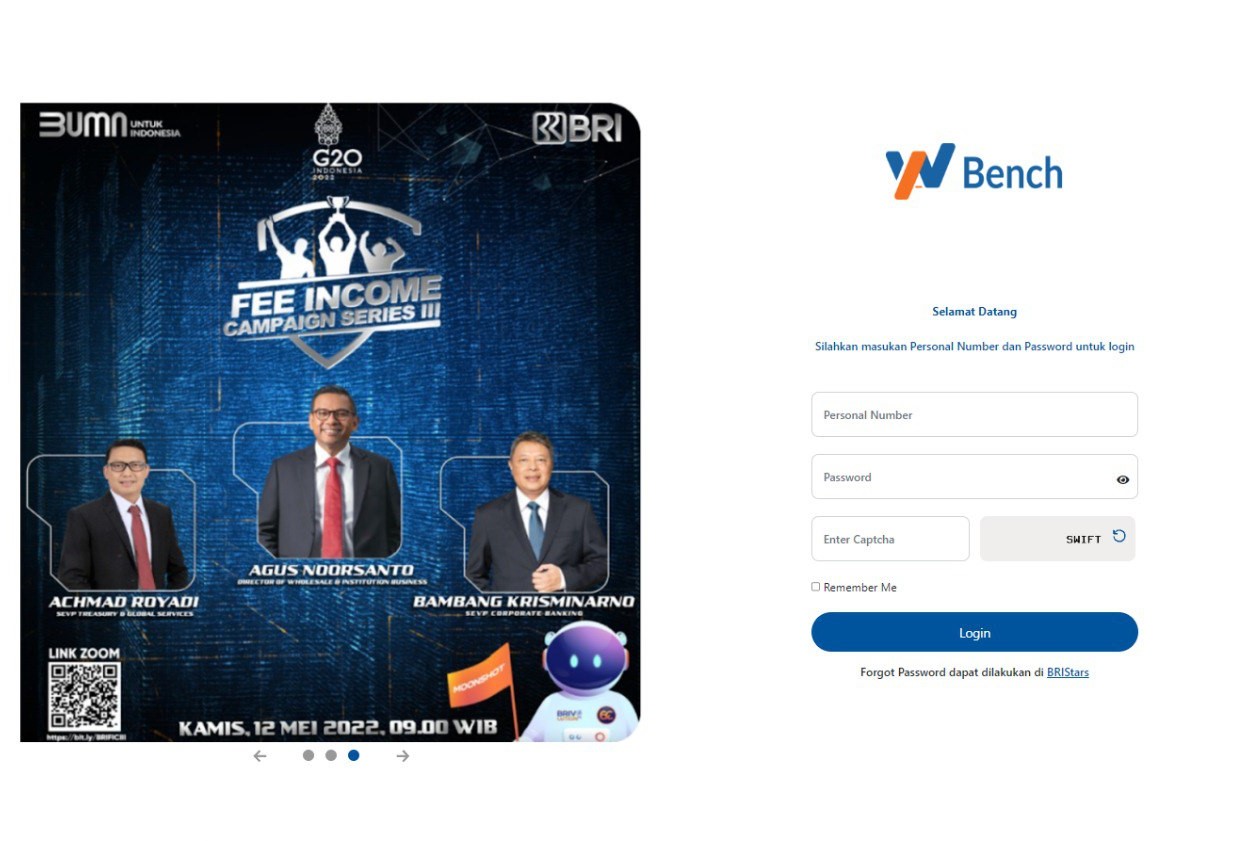 BUMN UNTUK
INDONESIA
G20
INDONESIA
2022
BRI
FEE INCOME
CAMPAIGN SERIES III
AGUS NOORSANTO
DIRECTOR OF WHOLESALE & INSTITUTION BUSINESS
ACHMAD ROYADI
SEVP TREASURY & GLOBAL SERVICES
BAMBANG KRISMINARNO
SEVP CORPORATE BANKING
LINK ZOOM
https://bit.ly/BRIFICIII
MOONSHOT
KAMIS, 12 MEI 2022, 09.00 WIB
Bench
Selamat Datang
Silahkan masukan Personal Number dan Password untuk login
Personal Number
Password
Enter Captcha
SWIFT
Remember Me
Login
Forgot Password dapat dilakukan di BRIStars